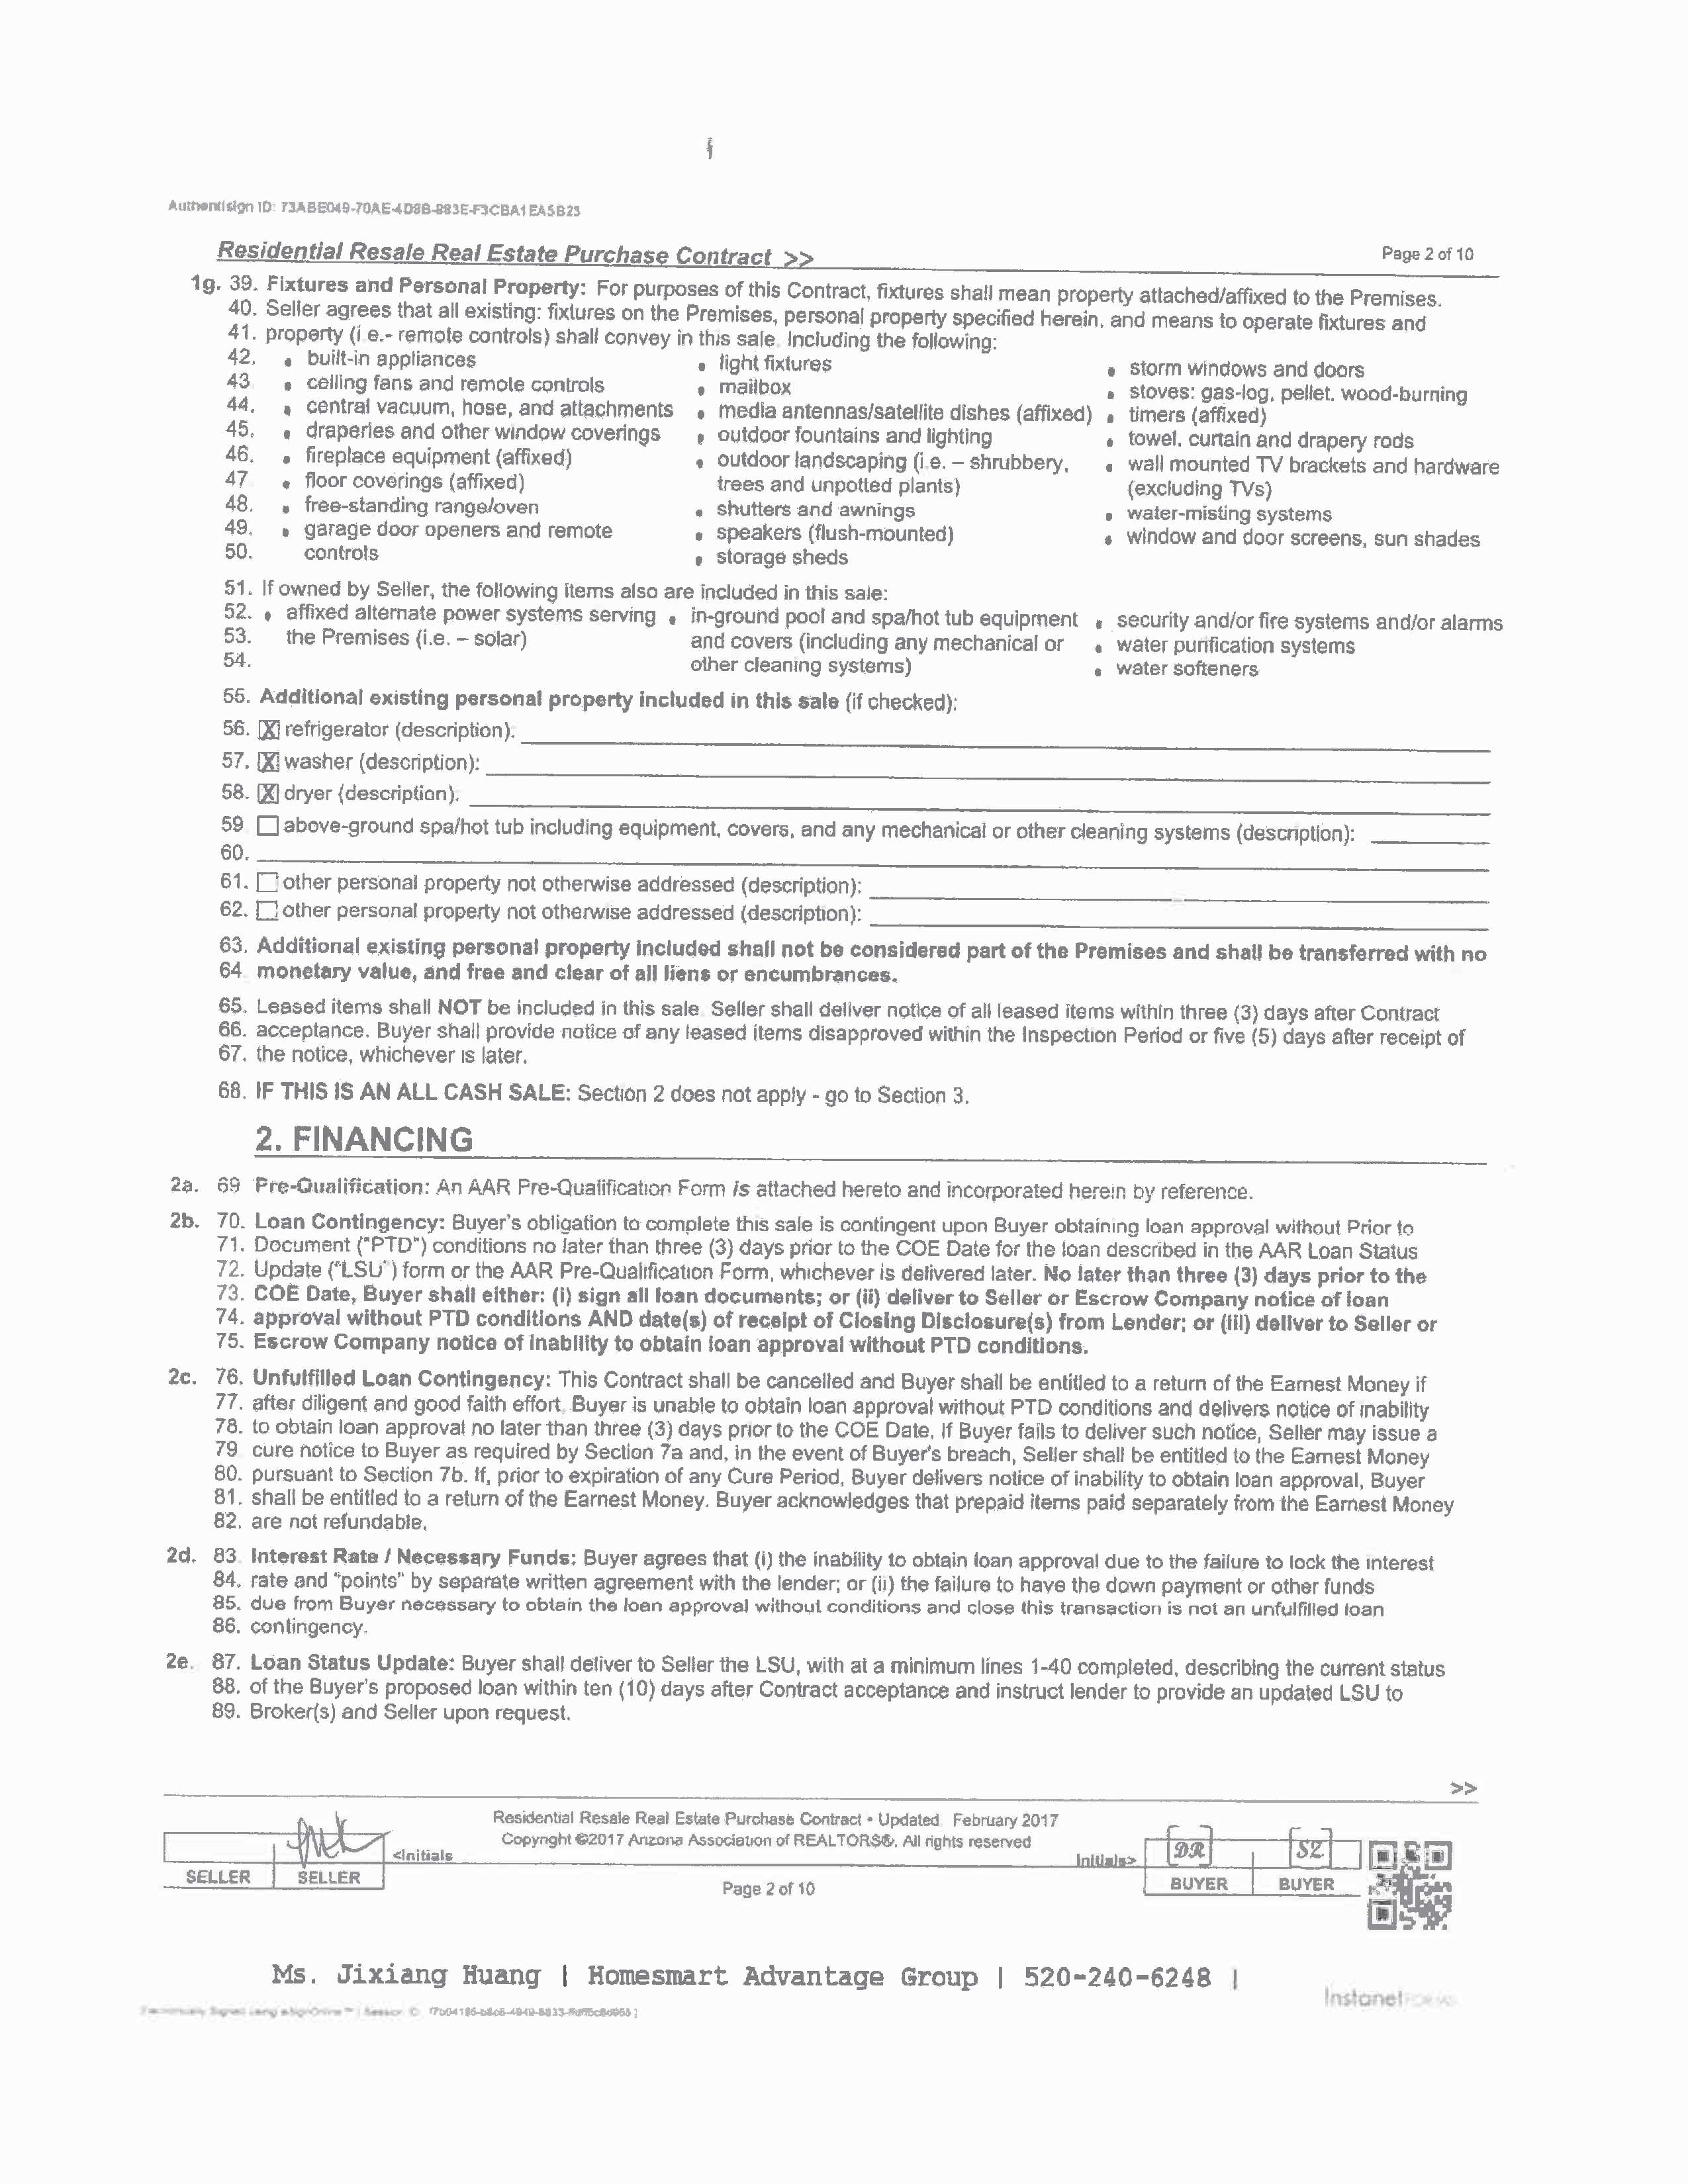 Authentisign ID: 73ABE049-70AE-4D8B-883E-F3CBA1EA5B23
Residential Resale Real Estate Purchase Contract >>
Page 2 of 10
1g. 39. Fixtures and Personal Property: For purposes of this Contract, fixtures shall mean property attached/affixed to the Premises.
40. Seller agrees that all existing: fixtures on the Premises, personal property specified herein, and means to operate fixtures and
41. property (i.e.- remote controls) shall convey in this sale. Including the following:
42. • built-in appliances • light fixtures • storm windows and doors
43 • ceiling fans and remote controls • mailbox • stoves: gas-log, pellet, wood-burning
44. • central vacuum, hose, and attachments • media antennas/satellite dishes (affixed) • timers (affixed)
45. • draperies and other window coverings • outdoor fountains and lighting • towel, curtain and drapery rods
46. • fireplace equipment (affixed) • outdoor landscaping (i.e. – shrubbery, • wall mounted TV brackets and hardware
47 • floor coverings (affixed) trees and unpotted plants) (excluding TVs)
48. • free-standing range/oven • shutters and awnings • water-misting systems
49. • garage door openers and remote • speakers (flush-mounted) • window and door screens, sun shades
50. controls • storage sheds
51. If owned by Seller, the following items also are included in this sale:
52. • affixed alternate power systems serving • in-ground pool and spa/hot tub equipment • security and/or fire systems and/or alarms
53. the Premises (i.e. – solar) and covers (including any mechanical or • water purification systems
54. other cleaning systems) • water softeners
55. Additional existing personal property included in this sale (if checked):
56. [X] refrigerator (description):
57. [X] washer (description):
58. [X] dryer (description):
59 ☐ above-ground spa/hot tub including equipment, covers, and any mechanical or other cleaning systems (description):
60.
61. ☐ other personal property not otherwise addressed (description):
62. ☐ other personal property not otherwise addressed (description):
63. Additional existing personal property included shall not be considered part of the Premises and shall be transferred with no
64 monetary value, and free and clear of all liens or encumbrances.
65. Leased items shall NOT be included in this sale. Seller shall deliver notice of all leased items within three (3) days after Contract
66. acceptance. Buyer shall provide notice of any leased items disapproved within the Inspection Period or five (5) days after receipt of
67. the notice, whichever is later.
68. IF THIS IS AN ALL CASH SALE: Section 2 does not apply - go to Section 3.
2. FINANCING
2a. 69 Pre-Qualification: An AAR Pre-Qualification Form is attached hereto and incorporated herein by reference.
2b. 70. Loan Contingency: Buyer's obligation to complete this sale is contingent upon Buyer obtaining loan approval without Prior to
71. Document ("PTD") conditions no later than three (3) days prior to the COE Date for the loan described in the AAR Loan Status
72. Update ("LSU") form or the AAR Pre-Qualification Form, whichever is delivered later. No later than three (3) days prior to the
73. COE Date, Buyer shall either: (i) sign all loan documents; or (ii) deliver to Seller or Escrow Company notice of loan
74. approval without PTD conditions AND date(s) of receipt of Closing Disclosure(s) from Lender; or (iii) deliver to Seller or
75. Escrow Company notice of inability to obtain loan approval without PTD conditions.
2c. 76. Unfulfilled Loan Contingency: This Contract shall be cancelled and Buyer shall be entitled to a return of the Earnest Money if
77. after diligent and good faith effort, Buyer is unable to obtain loan approval without PTD conditions and delivers notice of inability
78. to obtain loan approval no later than three (3) days prior to the COE Date. If Buyer fails to deliver such notice, Seller may issue a
79 cure notice to Buyer as required by Section 7a and, in the event of Buyer's breach, Seller shall be entitled to the Earnest Money
80. pursuant to Section 7b. If, prior to expiration of any Cure Period, Buyer delivers notice of inability to obtain loan approval, Buyer
81. shall be entitled to a return of the Earnest Money. Buyer acknowledges that prepaid items paid separately from the Earnest Money
82. are not refundable.
2d. 83. Interest Rate / Necessary Funds: Buyer agrees that (i) the inability to obtain loan approval due to the failure to lock the interest
84. rate and "points" by separate written agreement with the lender; or (ii) the failure to have the down payment or other funds
85. due from Buyer necessary to obtain the loan approval without conditions and close this transaction is not an unfulfilled loan
86. contingency.
2e. 87. Loan Status Update: Buyer shall deliver to Seller the LSU, with at a minimum lines 1-40 completed, describing the current status
88. of the Buyer's proposed loan within ten (10) days after Contract acceptance and instruct lender to provide an updated LSU to
89. Broker(s) and Seller upon request.
>>
Residential Resale Real Estate Purchase Contract • Updated February 2017
Copyright ©2017 Arizona Association of REALTORS®. All rights reserved
<Initials
Initials>
DR
SZ
SELLER SELLER
BUYER BUYER
Page 2 of 10
Ms. Jixiang Huang | Homesmart Advantage Group | 520-240-6248 |
Instanet